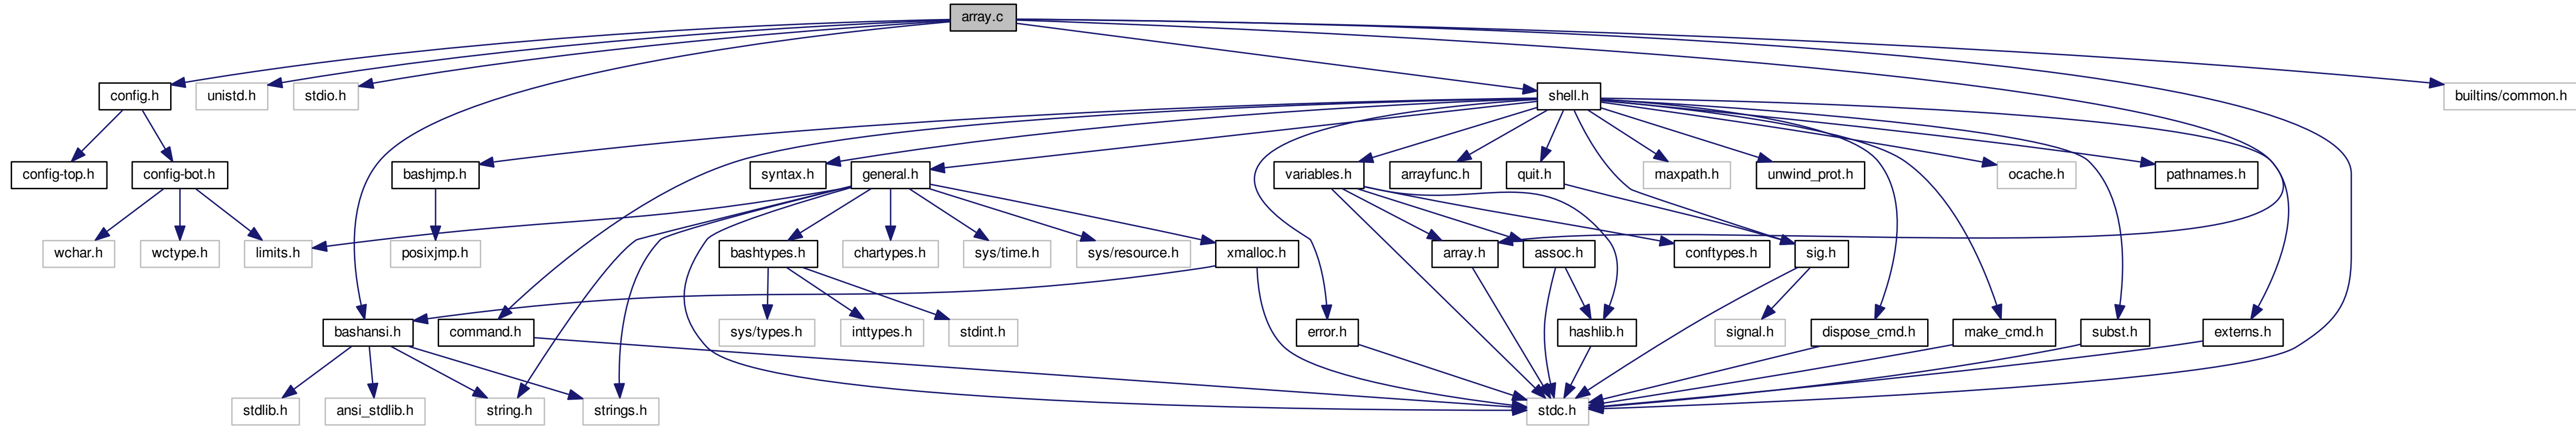 array.c
config.h
unistd.h
stdio.h
shell.h
builtins/common.h
config-top.h
config-bot.h
bashjmp.h
syntax.h
general.h
variables.h
arrayfunc.h
quit.h
maxpath.h
unwind_prot.h
ocache.h
pathnames.h
wchar.h
wctype.h
limits.h
posixjmp.h
bashtypes.h
chartypes.h
sys/time.h
sys/resource.h
xmalloc.h
array.h
assoc.h
conftypes.h
sig.h
bashansi.h
command.h
sys/types.h
inttypes.h
stdint.h
error.h
hashlib.h
signal.h
dispose_cmd.h
make_cmd.h
subst.h
externs.h
stdlib.h
ansi_stdlib.h
string.h
strings.h
stdc.h